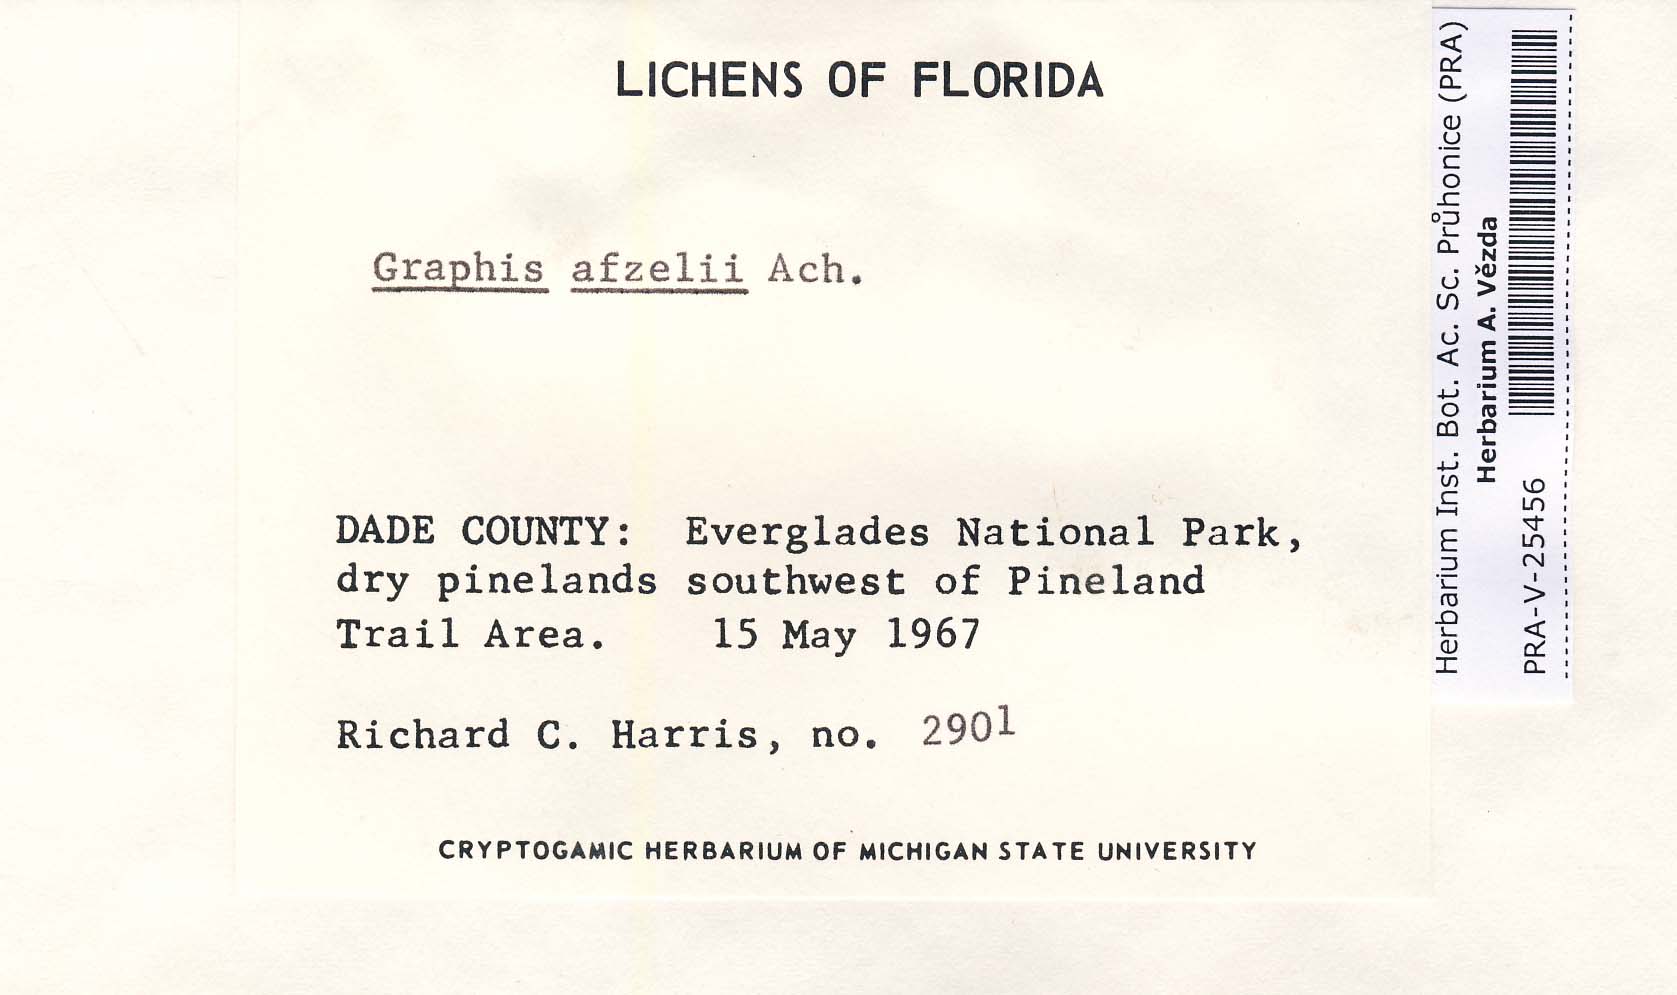 LICHENS OF FLORIDA
Graphis afzelii Ach.
DADE COUNTY: Everglades National Park,
dry pinelands southwest of Pineland
Trail Area. 15 May 1967
Richard C. Harris, no. 2901
CRYPTOGAMIC HERBARIUM OF MICHIGAN STATE UNIVERSITY
Herbarium Inst. Bot. Ac. Sc. Průhonice (PRA)
Herbarium A. Vězda
PRA-V-25456